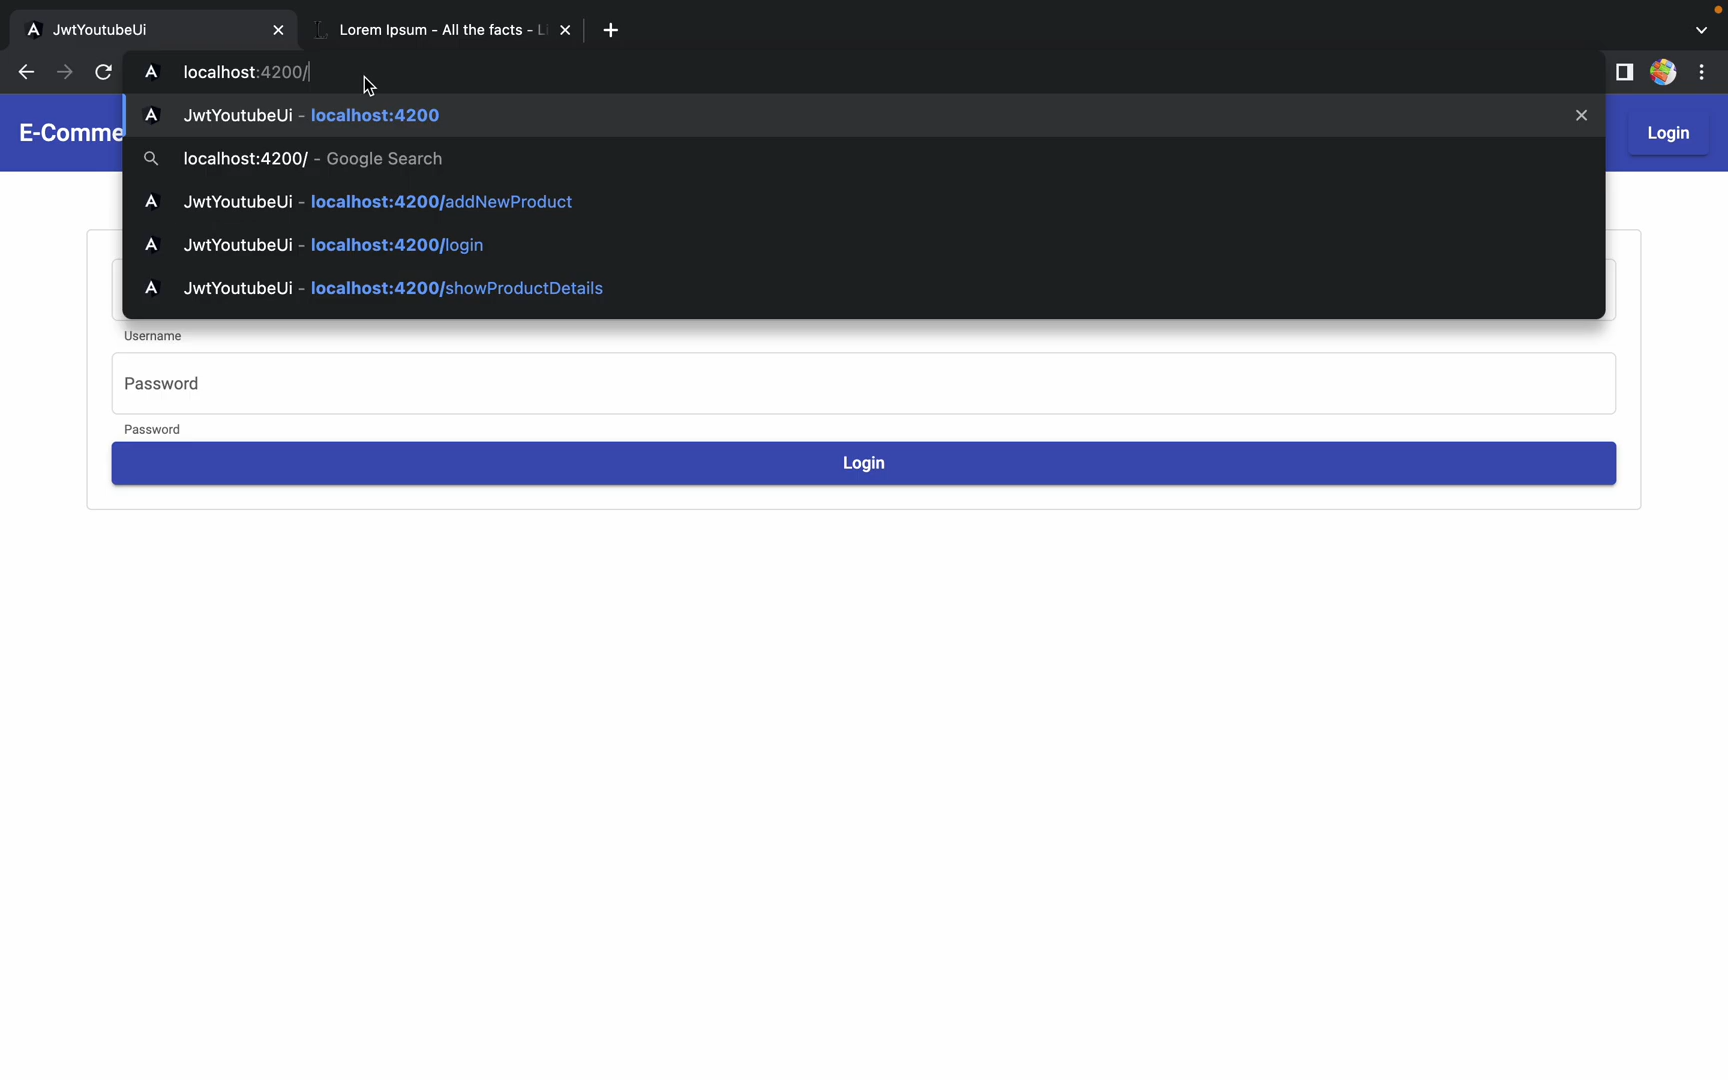 JwtYoutubeUi
Lorem Ipsum - All the facts - Li
localhost:4200/
JwtYoutubeUi - localhost:4200
localhost:4200/ - Google Search
JwtYoutubeUi - localhost:4200/addNewProduct
JwtYoutubeUi - localhost:4200/login
JwtYoutubeUi - localhost:4200/showProductDetails
E-Comme
Login
Username
Password
Password
Login